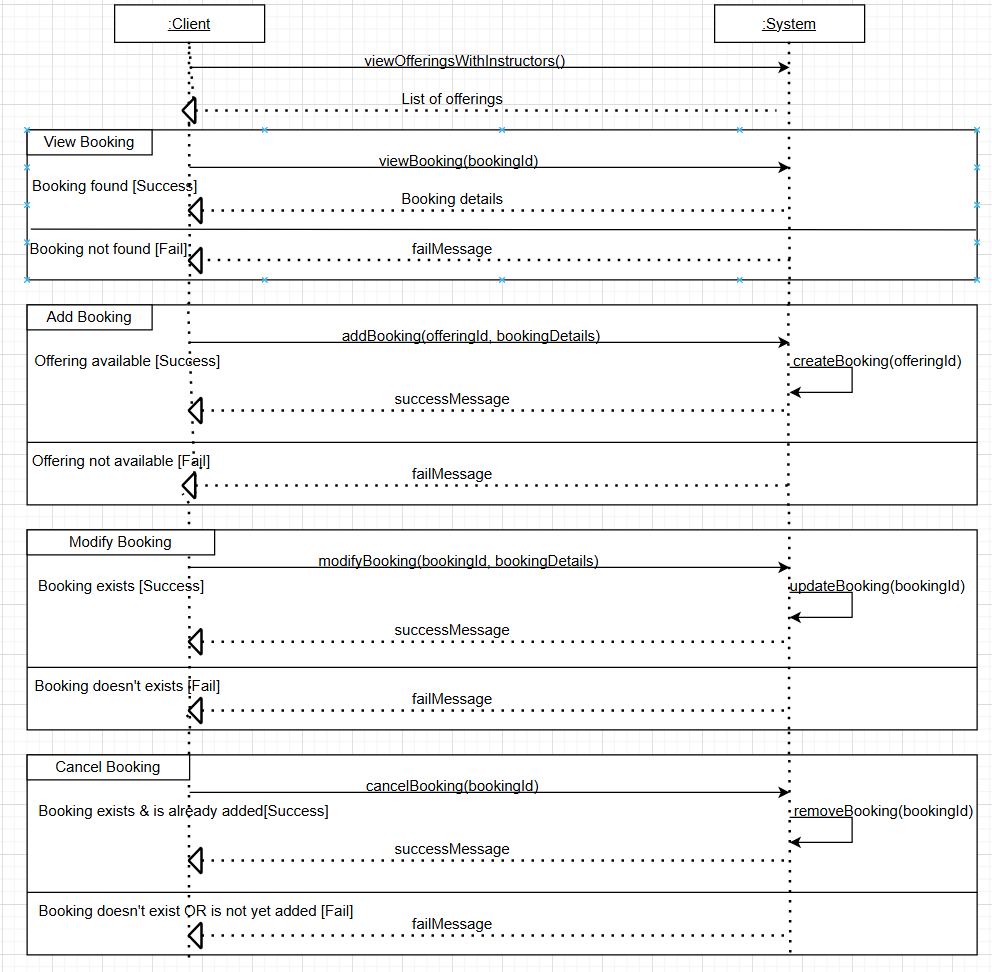 :Client
:System
viewOfferingsWithInstructors()
List of offerings
View Booking
viewBooking(bookingId)
Booking found [Success]
Booking details
Booking not found [Fail]
failMessage
Add Booking
addBooking(offeringId, bookingDetails)
Offering available [Success]
createBooking(offeringId)
successMessage
Offering not available [Fail]
failMessage
Modify Booking
modifyBooking(bookingId, bookingDetails)
Booking exists [Success]
updateBooking(bookingId)
successMessage
Booking doesn't exists [Fail]
failMessage
Cancel Booking
cancelBooking(bookingId)
Booking exists & is already added[Success]
removeBooking(bookingId)
successMessage
Booking doesn't exist OR is not yet added [Fail]
failMessage